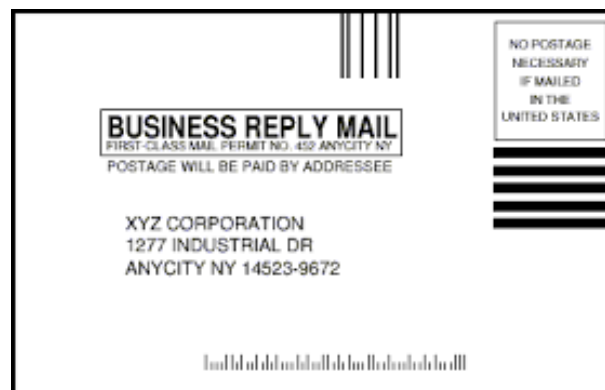 NO POSTAGE
NECESSARY
IF MAILED
IN THE
UNITED STATES
BUSINESS REPLY MAIL
FIRST-CLASS MAIL PERMIT NO. 452 ANYCITY NY
POSTAGE WILL BE PAID BY ADDRESSEE
XYZ CORPORATION
1277 INDUSTRIAL DR
ANYCITY NY 14523-9672